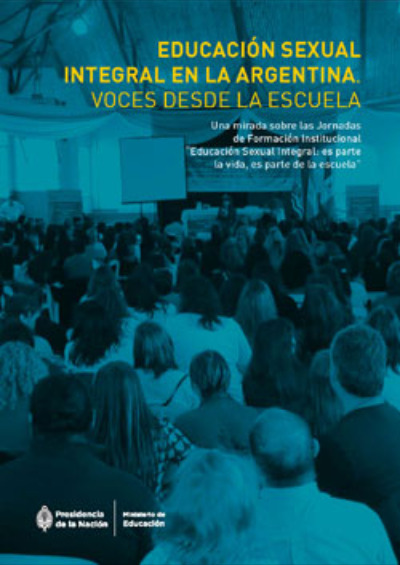 EDUCACIÓN SEXUAL
INTEGRAL EN LA ARGENTINA.
VOCES DESDE LA ESCUELA
Una mirada sobre las Jornadas
de Formación Institucional
"Educación Sexual Integral: es parte
la vida, es parte de la escuela"
Presidencia
de la Nación
Ministerio de
Educación